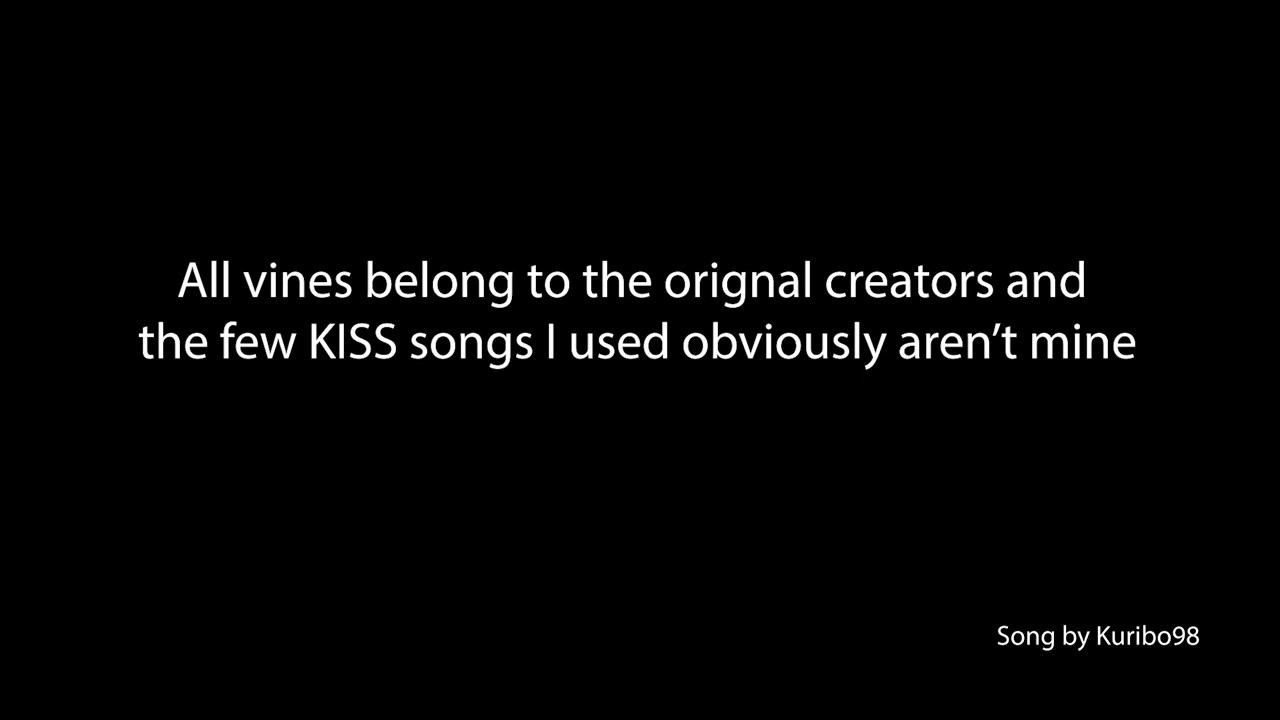 All vines belong to the orignal creators and
the few KISS songs I used obviously aren’t mine
Song by Kuribo98